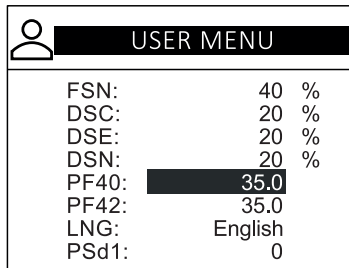 USER MENU
FSN: 40 %
DSC: 20 %
DSE: 20 %
DSN: 20 %
PF40: 35.0
PF42: 35.0
LNG: English
PSd1: 0